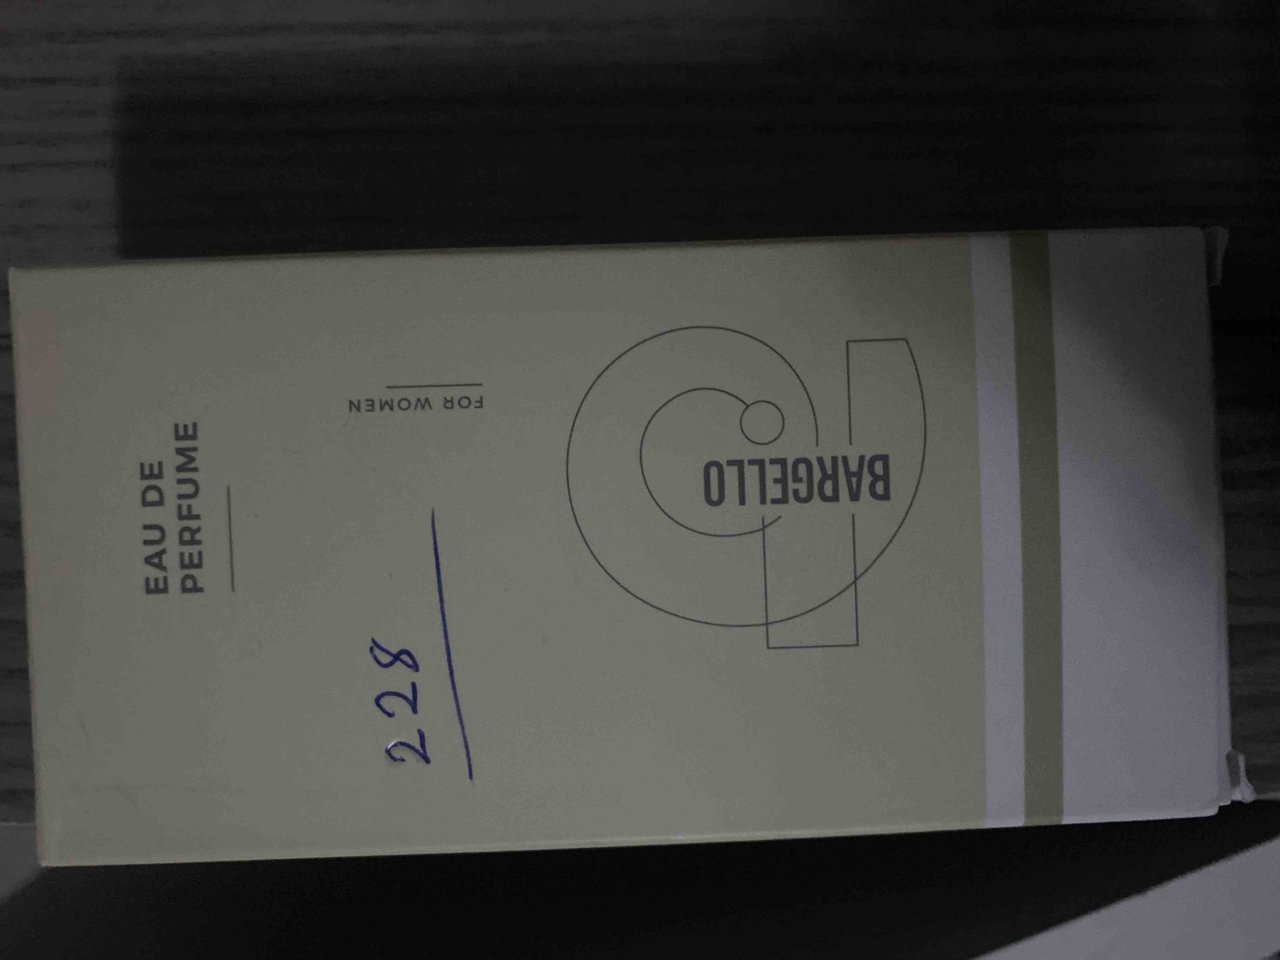 BARGELLO
FOR WOMEN
228
EAU DE
PERFUME